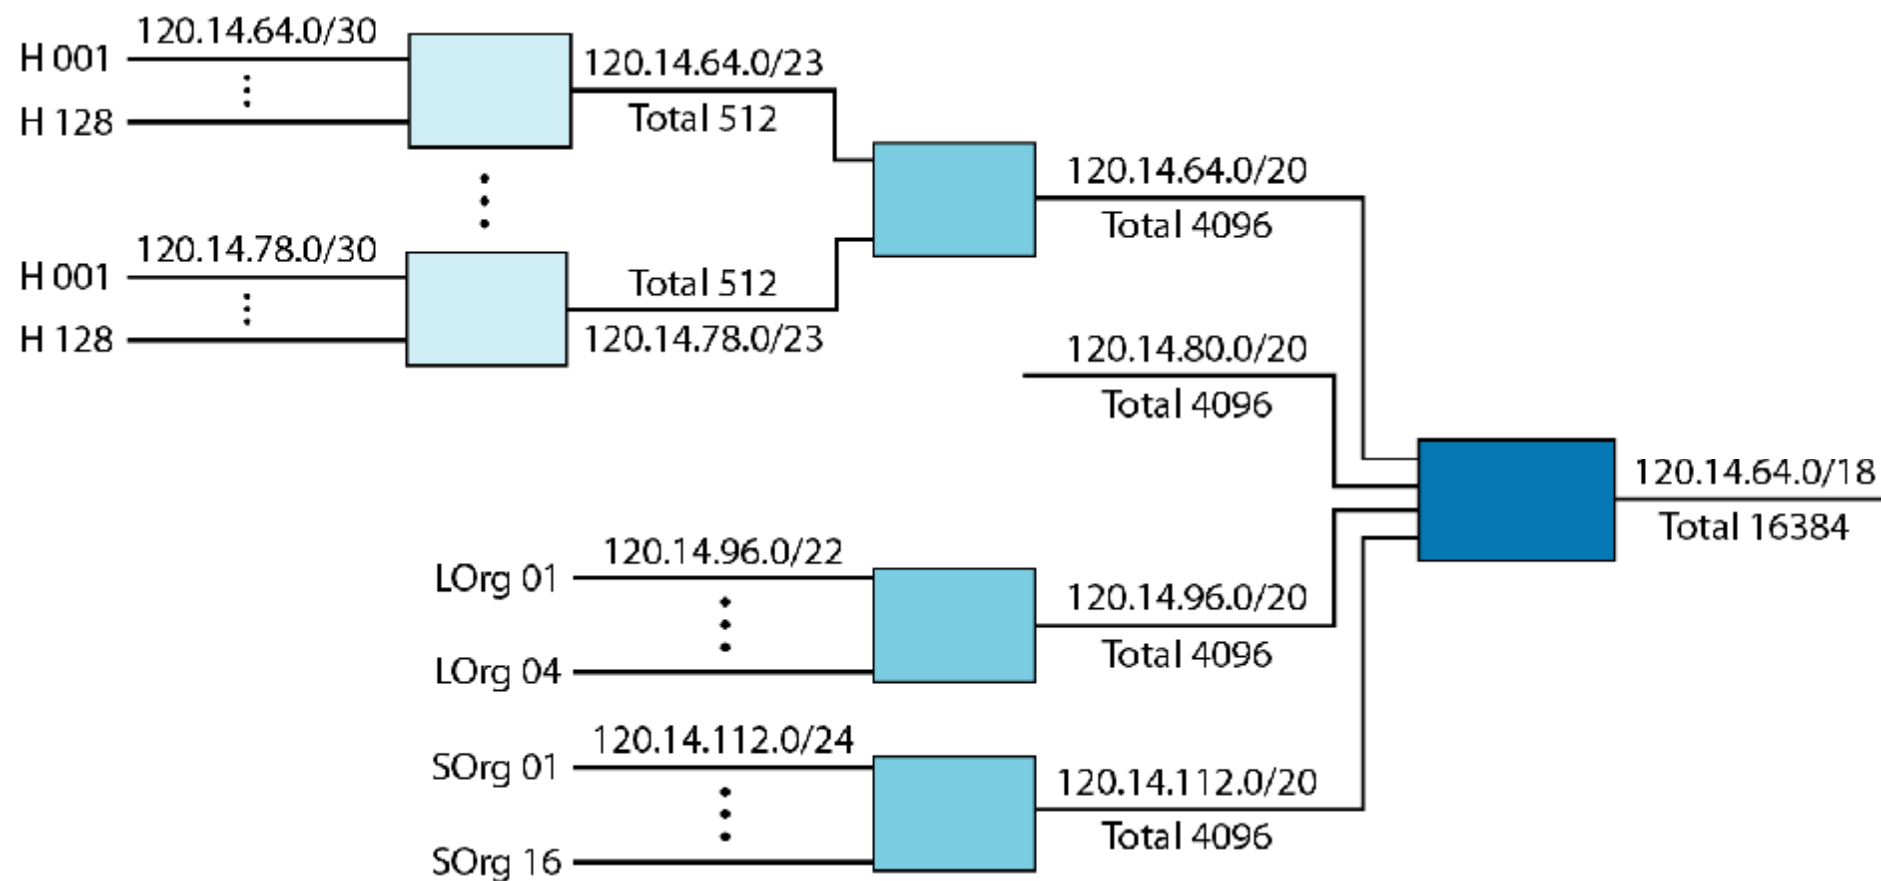 120.14.64.0/30
H 001
H 128
120.14.64.0/23
Total 512
120.14.78.0/30
H 001
H 128
Total 512
120.14.78.0/23
120.14.64.0/20
Total 4096
120.14.80.0/20
Total 4096
120.14.96.0/22
LOrg 01
LOrg 04
120.14.96.0/20
Total 4096
120.14.112.0/24
SOrg 01
SOrg 16
120.14.112.0/20
Total 4096
120.14.64.0/18
Total 16384